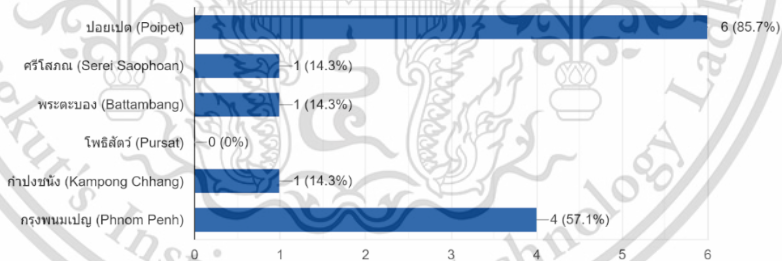 ปอยเปต (Poipet)
6 (85.7%)
ศรีโสภณ (Serei Saophoan)
1 (14.3%)
พระตะบอง (Battambang)
1 (14.3%)
โพธิสัตว์ (Pursat)
0 (0%)
กำปงชนัง (Kampong Chhang)
1 (14.3%)
กรุงพนมเปญ (Phnom Penh)
4 (57.1%)
0 1 2 3 4 5 6